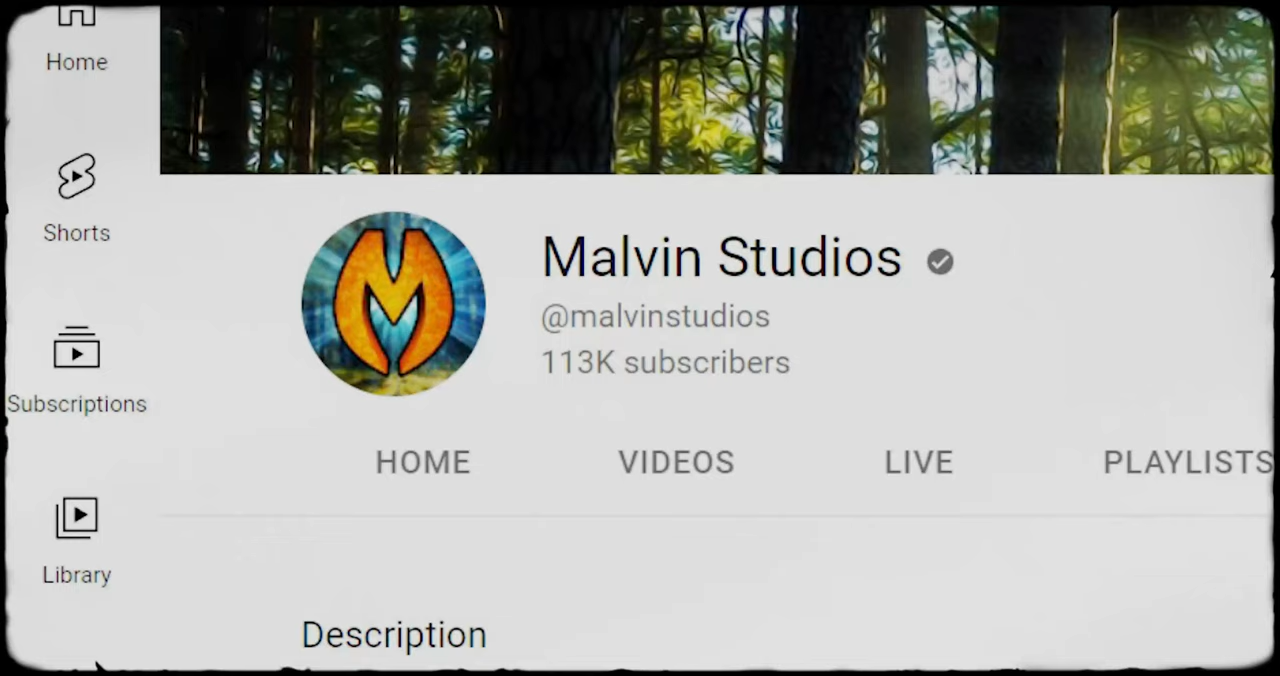 Home
Shorts
Subscriptions
Library
Malvin Studios
@malvinstudios
113K subscribers
HOME VIDEOS LIVE PLAYLISTS
Description